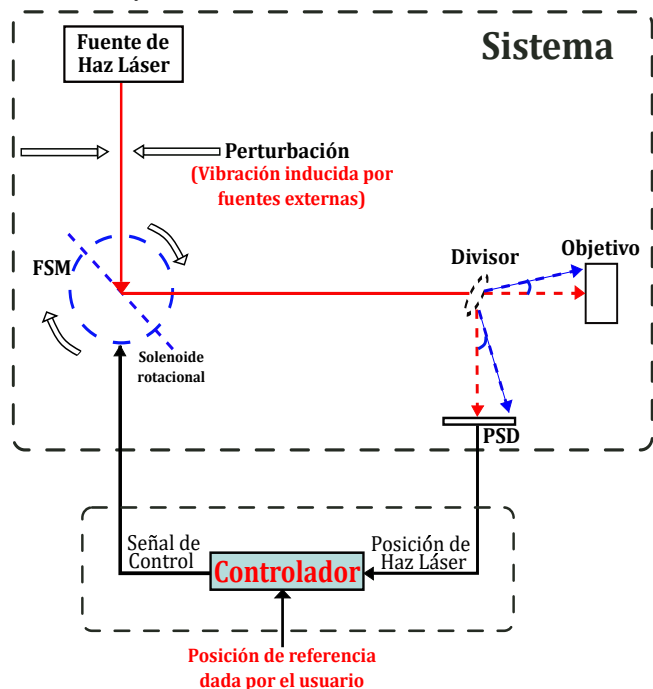 Sistema
Fuente de
Haz Láser
Perturbación
(Vibración inducida por
fuentes externas)
FSM
Solenoide
rotacional
Divisor
Objetivo
PSD
Señal de
Control
Controlador
Posición de
Haz Láser
Posición de referencia
dada por el usuario